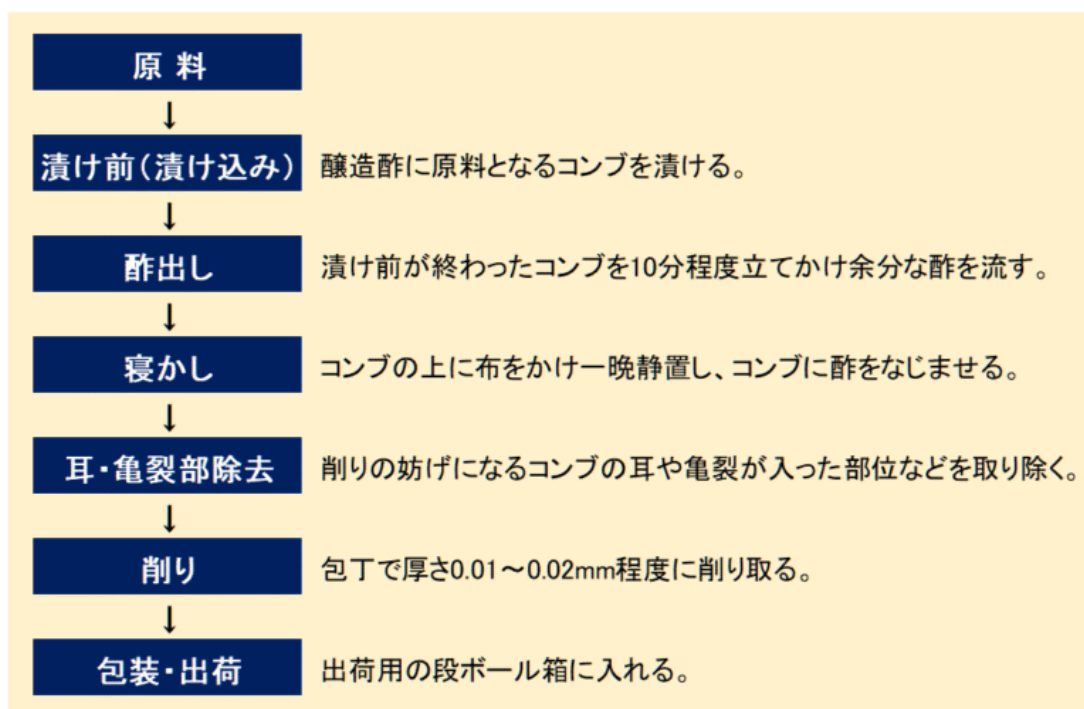 原 料
↓
漬け前(漬け込み) 醸造酢に原料となるコンブを漬ける。
↓
酢出し 漬け前が終わったコンブを10分程度立てかけ余分な酢を流す。
↓
寝かし コンブの上に布をかけ一晩静置し、コンブに酢をなじませる。
↓
耳・亀裂部除去 削りの妨げになるコンブの耳や亀裂が入った部位などを取り除く。
↓
削り 包丁で厚さ0.01～0.02mm程度に削り取る。
↓
包装・出荷 出荷用の段ボール箱に入れる。